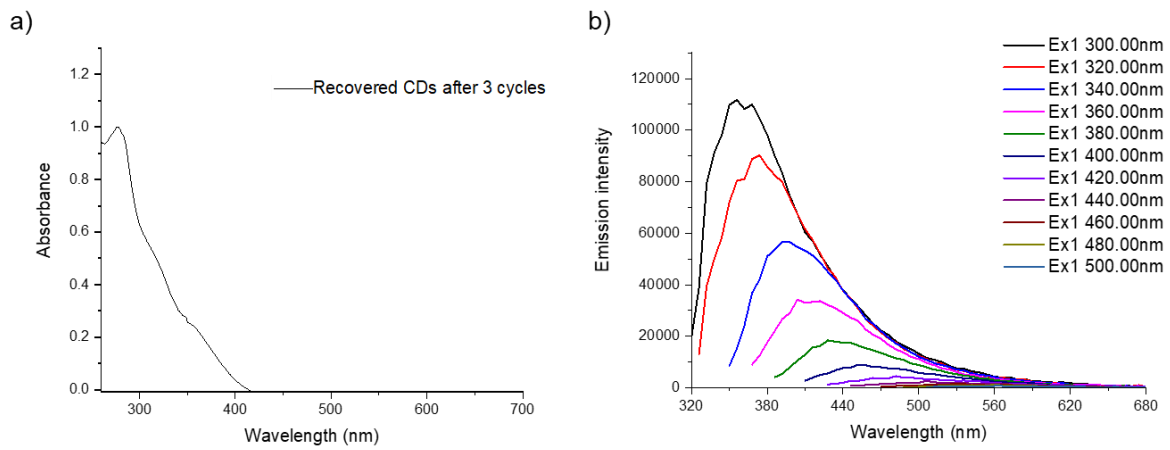 a)
Absorbance
1.2
1.0
0.8
0.6
0.4
0.2
0.0
300
400
500
600
700
Wavelength (nm)
Recovered CDs after 3 cycles
b)
Emission intensity
120000
100000
80000
60000
40000
20000
0
320
380
440
500
560
620
680
Wavelength (nm)
Ex1 300.00nm
Ex1 320.00nm
Ex1 340.00nm
Ex1 360.00nm
Ex1 380.00nm
Ex1 400.00nm
Ex1 420.00nm
Ex1 440.00nm
Ex1 460.00nm
Ex1 480.00nm
Ex1 500.00nm